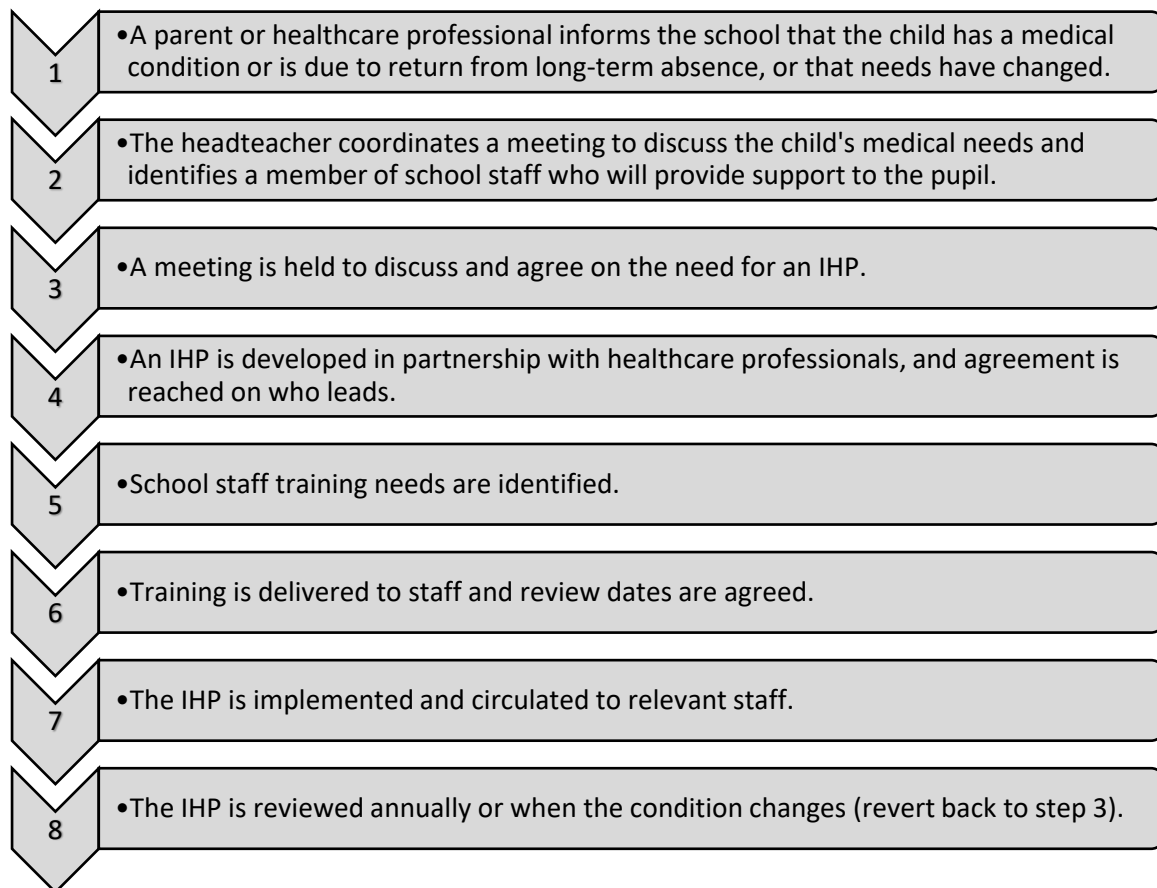 1
•A parent or healthcare professional informs the school that the child has a medical
condition or is due to return from long-term absence, or that needs have changed.
2
•The headteacher coordinates a meeting to discuss the child's medical needs and
identifies a member of school staff who will provide support to the pupil.
3
•A meeting is held to discuss and agree on the need for an IHP.
4
•An IHP is developed in partnership with healthcare professionals, and agreement is
reached on who leads.
5
•School staff training needs are identified.
6
•Training is delivered to staff and review dates are agreed.
7
•The IHP is implemented and circulated to relevant staff.
8
•The IHP is reviewed annually or when the condition changes (revert back to step 3).